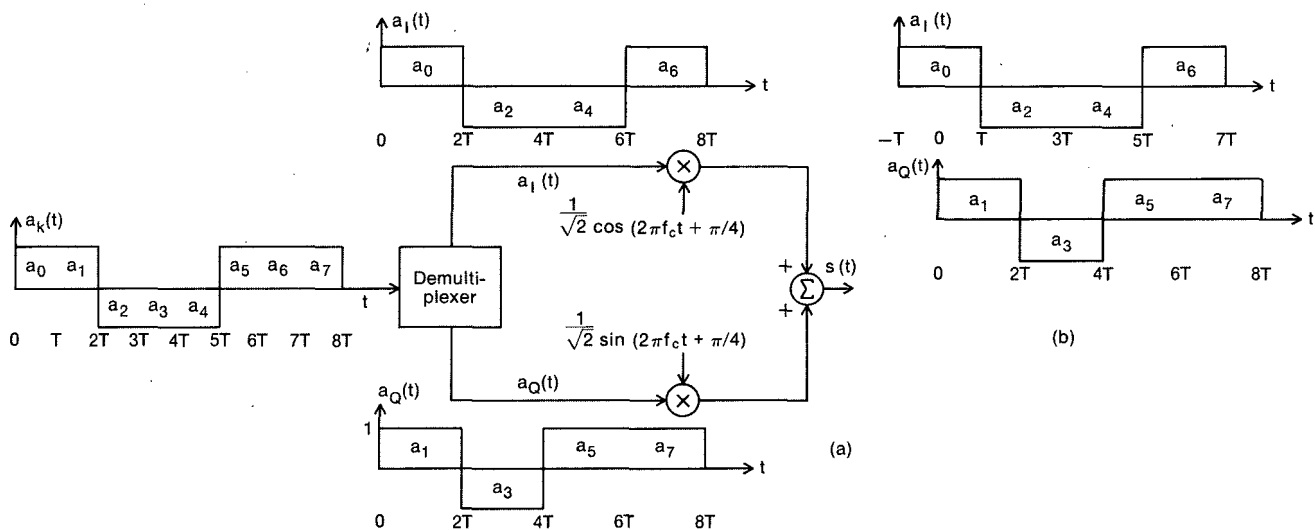 a_I(t)
a_0 a_6 t
a_2 a_4
0 2T 4T 6T 8T
a_I(t)
1/√2 cos (2πf_c t + π/4)
a_k(t)
a_0 a_1 a_5 a_6 a_7
a_2 a_3 a_4 t
0 T 2T 3T 4T 5T 6T 7T 8T
Demulti-
plexer
+
Σ s(t)
+
1/√2 sin (2πf_c t + π/4)
a_Q(t)
a_Q(t)
1 a_1 a_5 a_7
t
a_3
0 2T 4T 6T 8T
(a)
a_I(t)
a_0 a_6 t
a_2 a_4
−T 0 T 3T 5T 7T
a_Q(t)
a_1 a_5 a_7
t
a_3
0 2T 4T 6T 8T
(b)